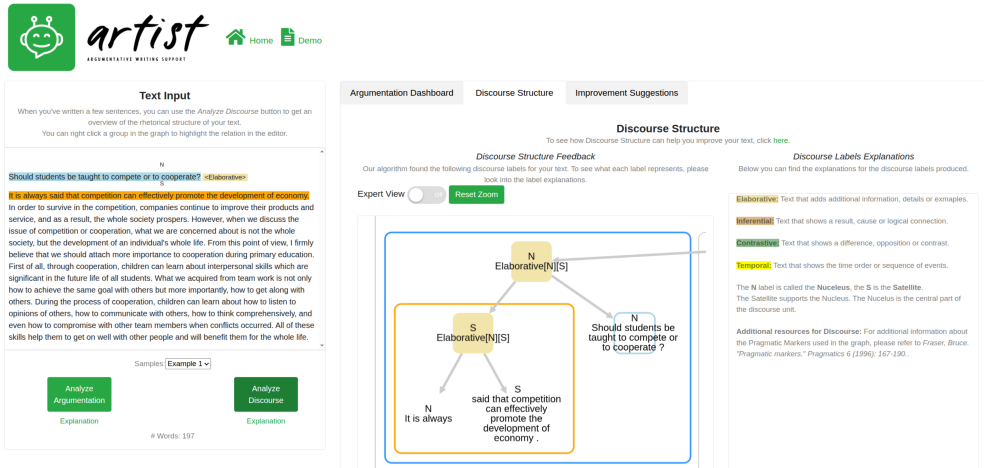 artist
ARGUMENTATIVE WRITING SUPPORT
Home
Demo
Text Input
When you've written a few sentences, you can use the Analyze Discourse button to get an
overview of the rhetorical structure of your text.
You can right click a group in the graph to highlight the relation in the editor.
N
Should students be taught to compete or to cooperate? <Elaborative>
S
It is always said that competition can effectively promote the development of economy.
In order to survive in the competition, companies continue to improve their products and
service, and as a result, the whole society prospers. However, when we discuss the
issue of competition or cooperation, what we are concerned about is not the whole
society, but the development of an individual's whole life. From this point of view, I firmly
believe that we should attach more importance to cooperation during primary education.
First of all, through cooperation, children can learn about interpersonal skills which are
significant in the future life of all students. What we acquired from team work is not only
how to achieve the same goal with others but more importantly, how to get along with
others. During the process of cooperation, children can learn about how to listen to
opinions of others, how to communicate with others, how to think comprehensively, and
even how to compromise with other team members when conflicts occurred. All of these
skills help them to get on well with other people and will benefit them for the whole life.
Samples: Example 1
Analyze
Argumentation
Analyze
Discourse
Explanation
Explanation
# Words: 197
Argumentation Dashboard
Discourse Structure
Improvement Suggestions
Discourse Structure
To see how Discourse Structure can help you improve your text, click here.
Discourse Structure Feedback
Our algorithm found the following discourse labels for your text. To see what each label represents, please
look into the label explanations.
Expert View
Off
Reset Zoom
N
Elaborative[N][S]
S
Elaborative[N][S]
N
Should students be
taught to compete or
to cooperate ?
N
It is always
S
said that competition
can effectively
promote the
development of
economy .
Discourse Labels Explanations
Below you can find the explanations for the discourse labels produced.
Elaborative: Text that adds additional information, details or exmaples.
Inferential: Text that shows a result, cause or logical connection.
Contrastive: Text that shows a difference, opposition or contrast.
Temporal: Text that shows the time order or sequence of events.
The N label is called the Nuceleus, the S is the Satellite.
The Satellite supports the Nucleus. The Nucelus is the central part of
the discourse unit.
Additional resources for Discourse: For additional information about
the Pragmatic Markers used in the graph, please refer to Fraser, Bruce.
"Pragmatic markers." Pragmatics 6 (1996): 167-190..